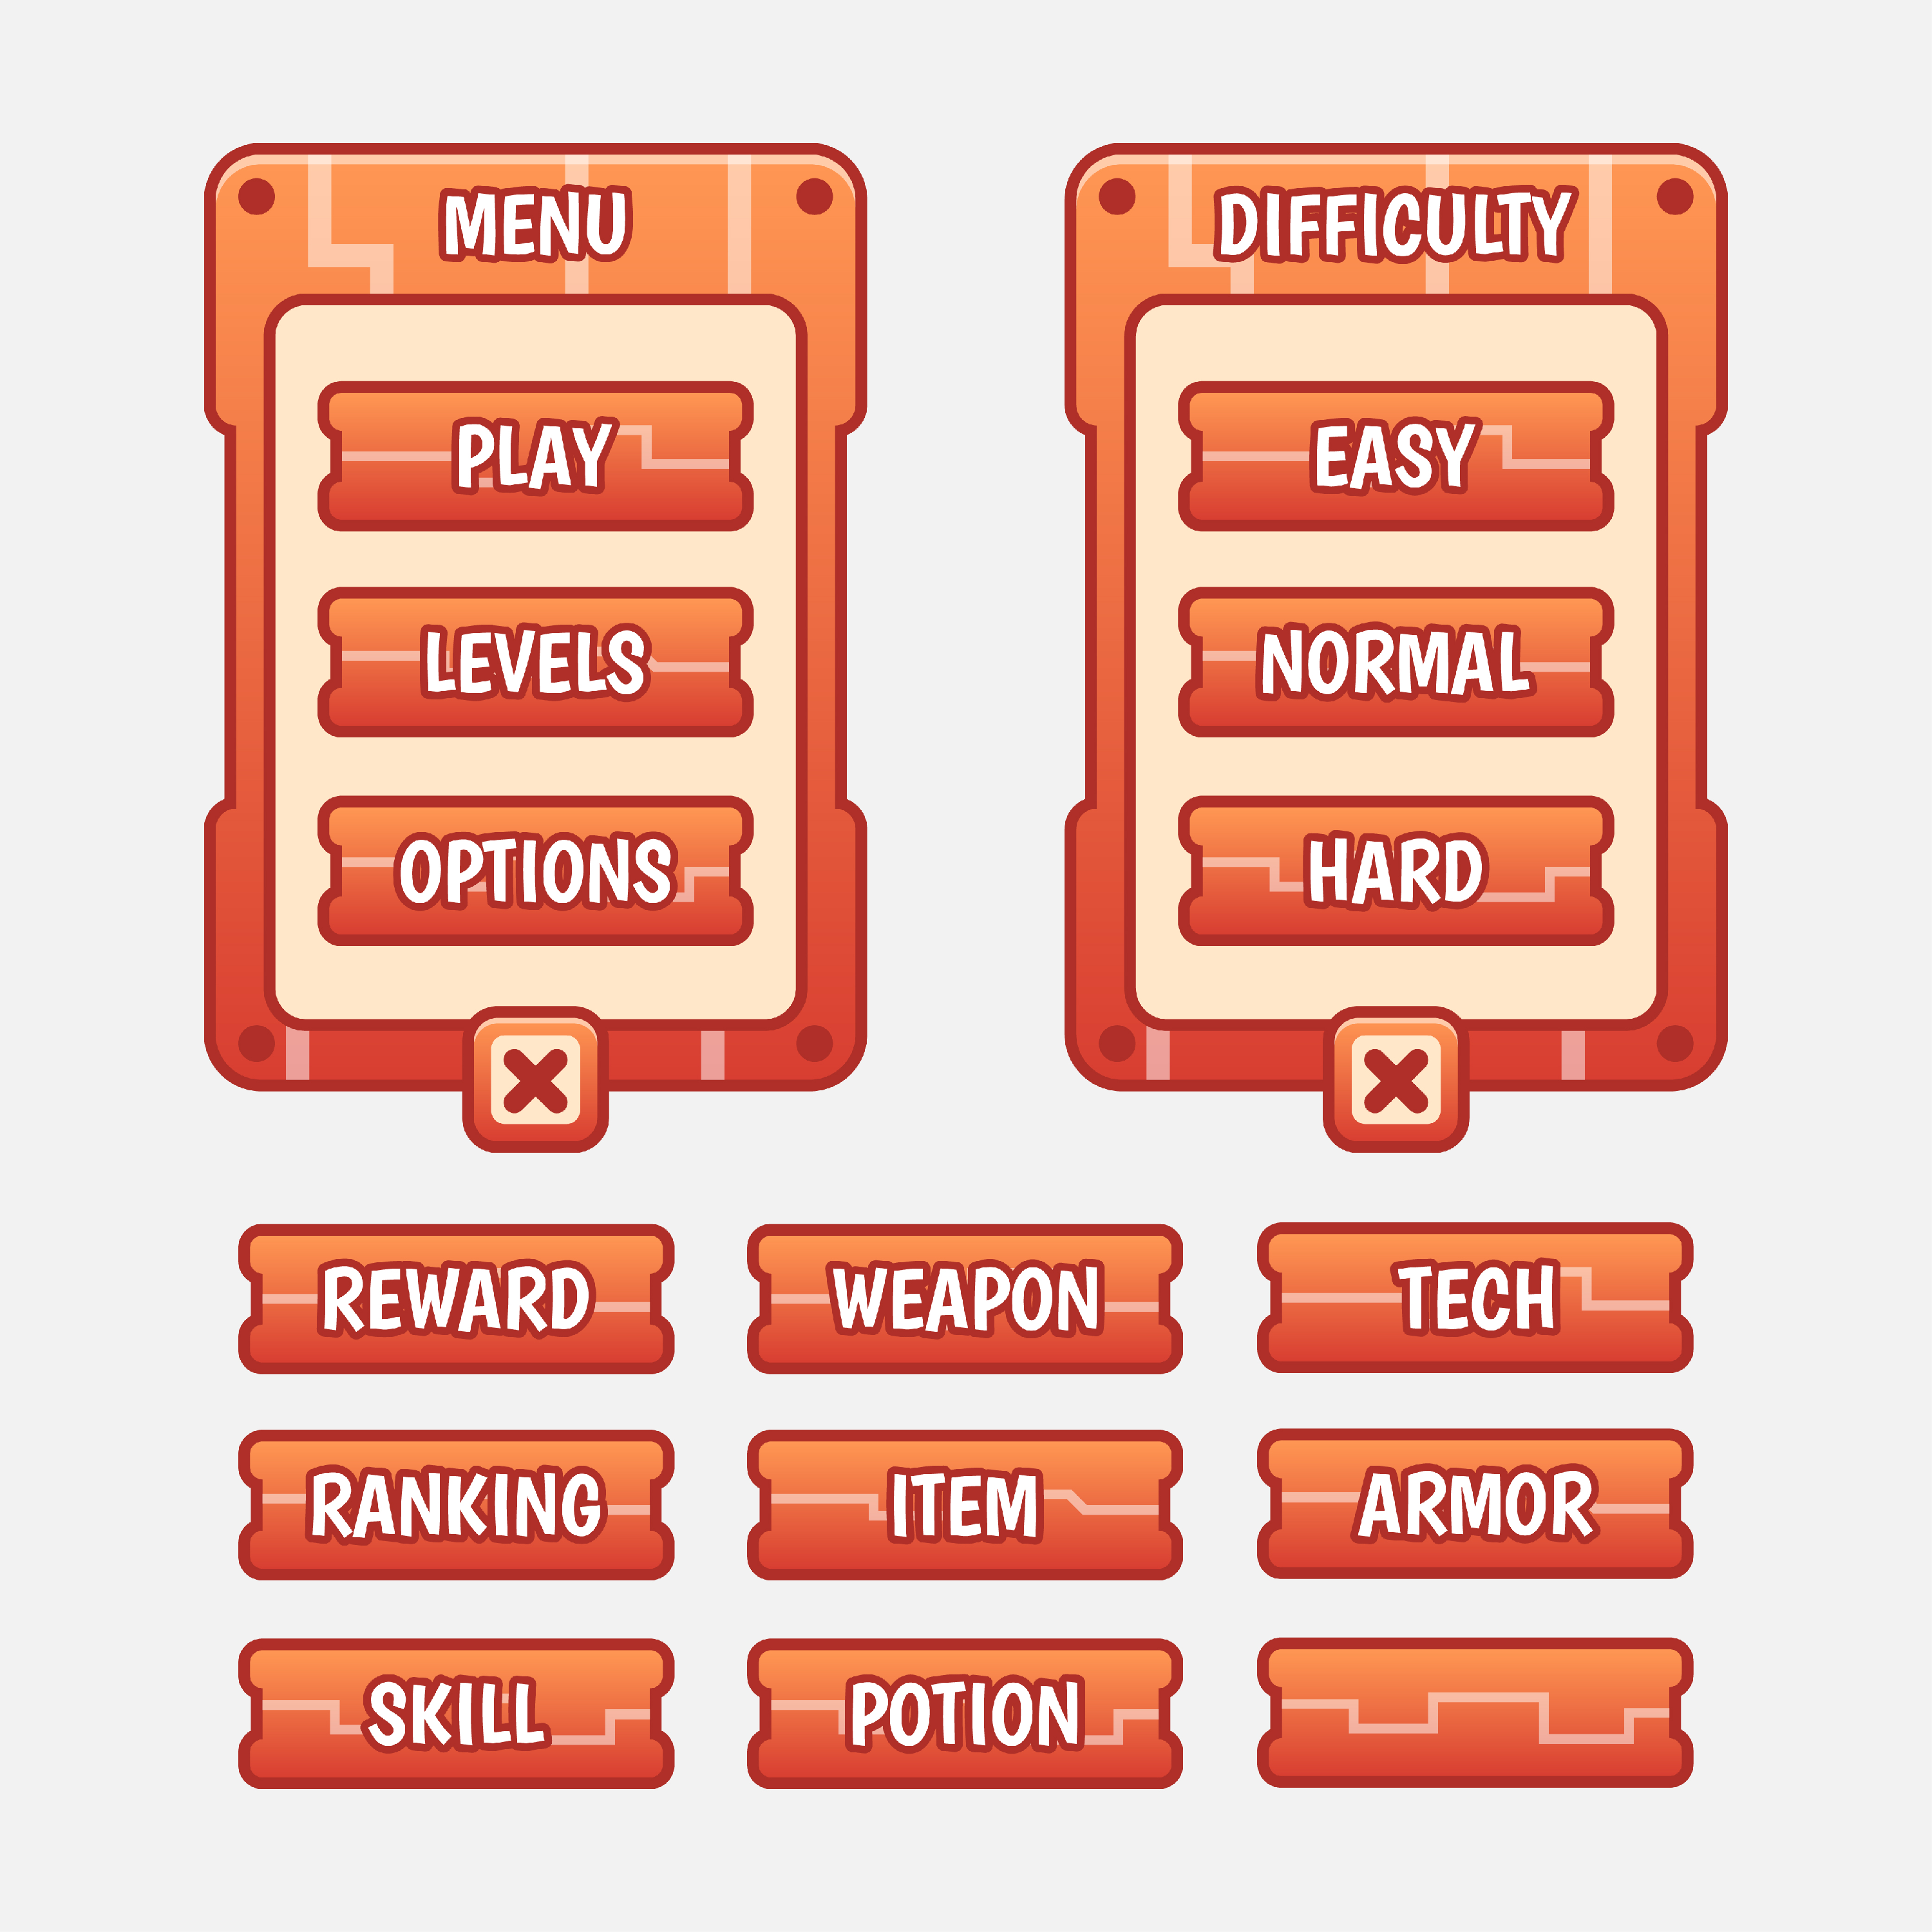 MENU
PLAY
LEVELS
OPTIONS
DIFFICULTY
EASY
NORMAL
HARD
REWARD
WEAPON
TECH
RANKING
ITEM
ARMOR
SKILL
POTION